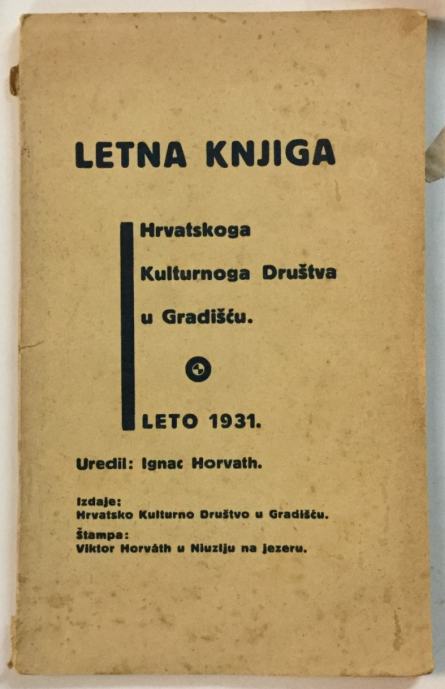 LETNA KNJIGA
Hrvatskoga
Kulturnoga Društva
u Gradišću.
LETO 1931.
Uredil: Ignac Horvath.
Izdaje:
Hrvatsko Kulturno Društvo u Gradišću.
Štampa:
Viktor Horváth u Niuzlju na jezeru.